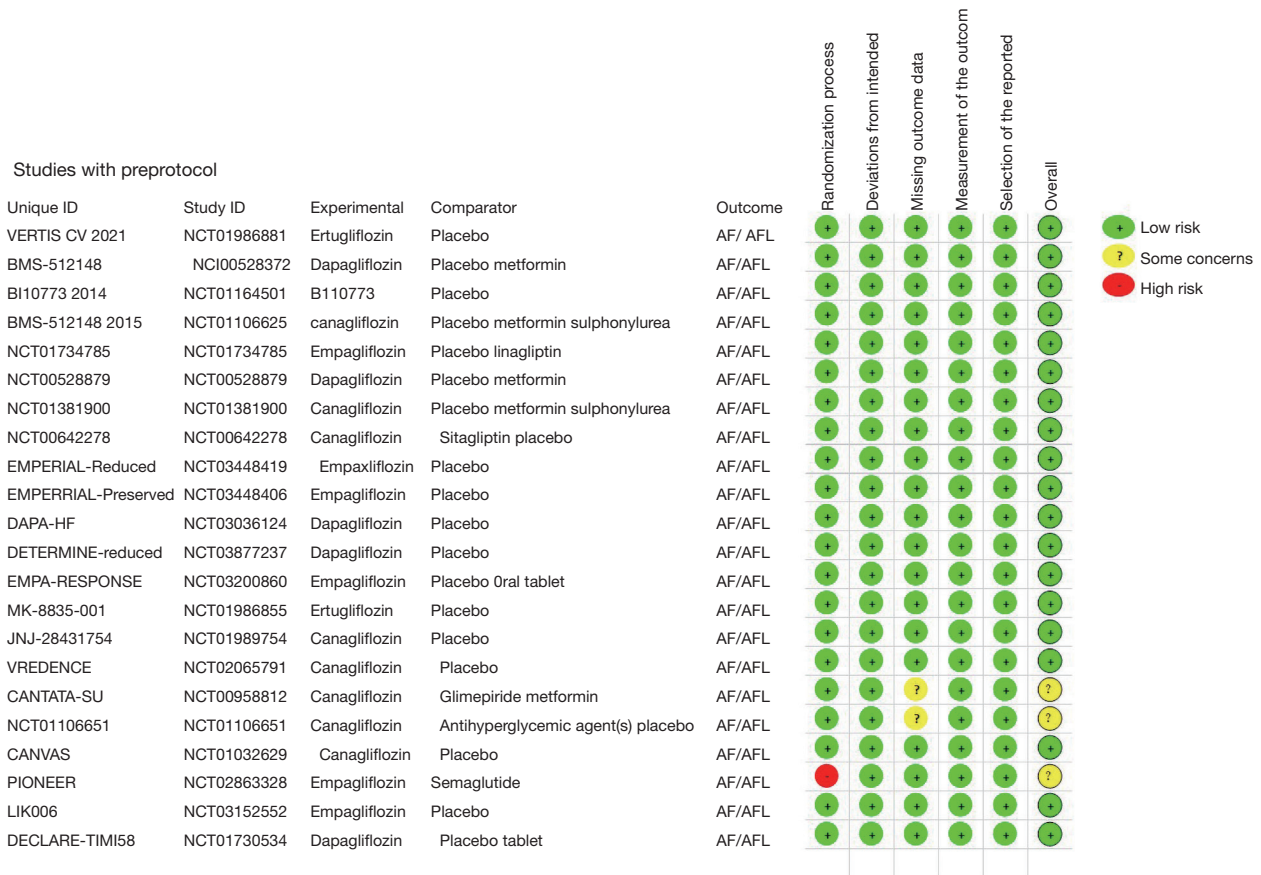 Randomization process
Deviations from intended
Missing outcome data
Measurement of the outcom
Selection of the reported
Overall
Studies with preprotocol
Unique ID Study ID Experimental Comparator Outcome
VERTIS CV 2021 NCT01986881 Ertugliflozin Placebo AF/ AFL + + + + + +
BMS-512148 NCI00528372 Dapagliflozin Placebo metformin AF/AFL + + + + + +
BI10773 2014 NCT01164501 B110773 Placebo AF/AFL + + + + + +
BMS-512148 2015 NCT01106625 canagliflozin Placebo metformin sulphonylurea AF/AFL + + + + + +
NCT01734785 NCT01734785 Empagliflozin Placebo linagliptin AF/AFL + + + + + +
NCT00528879 NCT00528879 Dapagliflozin Placebo metformin AF/AFL + + + + + +
NCT01381900 NCT01381900 Canagliflozin Placebo metformin sulphonylurea AF/AFL + + + + + +
NCT00642278 NCT00642278 Canagliflozin Sitagliptin placebo AF/AFL + + + + + +
EMPERIAL-Reduced NCT03448419 Empaxliflozin Placebo AF/AFL + + + + + +
EMPERRIAL-Preserved NCT03448406 Empagliflozin Placebo AF/AFL + + + + + +
DAPA-HF NCT03036124 Dapagliflozin Placebo AF/AFL + + + + + +
DETERMINE-reduced NCT03877237 Dapagliflozin Placebo AF/AFL + + + + + +
EMPA-RESPONSE NCT03200860 Empagliflozin Placebo 0ral tablet AF/AFL + + + + + +
MK-8835-001 NCT01986855 Ertugliflozin Placebo AF/AFL + + + + + +
JNJ-28431754 NCT01989754 Canagliflozin Placebo AF/AFL + + + + + +
VREDENCE NCT02065791 Canagliflozin Placebo AF/AFL + + + + + +
CANTATA-SU NCT00958812 Canagliflozin Glimepiride metformin AF/AFL + + ? + + ?
NCT01106651 NCT01106651 Canagliflozin Antihyperglycemic agent(s) placebo AF/AFL + + ? + + ?
CANVAS NCT01032629 Canagliflozin Placebo AF/AFL + + + + + +
PIONEER NCT02863328 Empagliflozin Semaglutide AF/AFL - + + + + ?
LIK006 NCT03152552 Empagliflozin Placebo AF/AFL + + + + + +
DECLARE-TIMI58 NCT01730534 Dapagliflozin Placebo tablet AF/AFL + + + + + +
+ Low risk
? Some concerns
- High risk